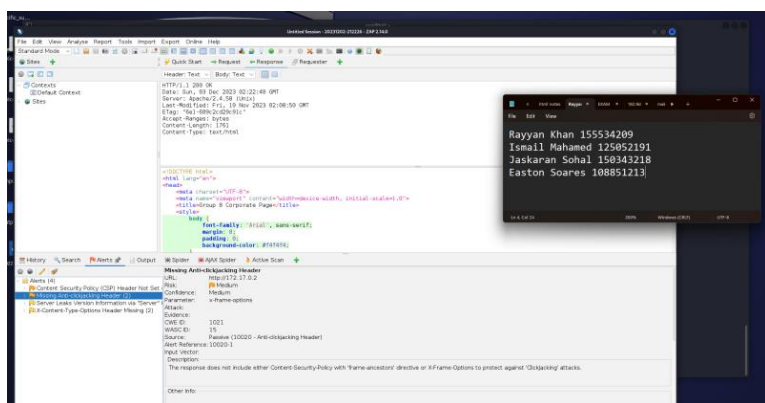 Untitled Session - 20231202-212226 - ZAP 2.14.0
File Edit View Analyse Report Tools Import Export Online Help
Standard Mode
Sites
Quick Start Request Response Requester
Header: Text Body: Text
Contexts
Default Context
Sites
HTTP/1.1 200 OK
Date: Sun, 03 Dec 2023 02:22:40 GMT
Server: Apache/2.4.58 (Unix)
Last-Modified: Fri, 19 Nov 2023 02:00:50 GMT
Accept-Ranges: bytes
Content-Length: 1761
Content-Type: text/html
<!DOCTYPE html>
<html lang="en">
<head>
<meta charset="UTF-8">
<meta name="viewport" content="width=device-width, initial-scale=1.0">
<title>Group 8 Corporate Page</title>
<style>
body {
font-family: 'Arial', sans-serif;
margin: 0;
padding: 0;
background-color: #f4f4f4;
File Edit View
Rayyan Khan 155534209
Ismail Mahamed 125052191
Jaskaran Sohal 150343218
Easton Soares 108851213
Windows (CRLF) UTF-8
History Search Alerts Output Spider AJAX Spider Active Scan
Alerts (4)
Content Security Policy (CSP) Header Not Set
Missing Anti-clickjacking Header (2)
Server Leaks Version Information via "Server"
X-Content-Type-Options Header Missing (2)
Missing Anti-clickjacking Header
URL: http://172.17.0.2
Risk: Medium
Confidence: Medium
Parameter: x-frame-options
Attack:
Evidence:
CWE ID: 1021
WASC ID: 15
Source: Passive (10020 - Anti-clickjacking Header)
Alert Reference: 10020-1
Input Vector:
Description:
The response does not include either Content-Security-Policy with 'frame-ancestors' directive or X-Frame-Options to protect against 'ClickJacking' attacks.
Other Info: